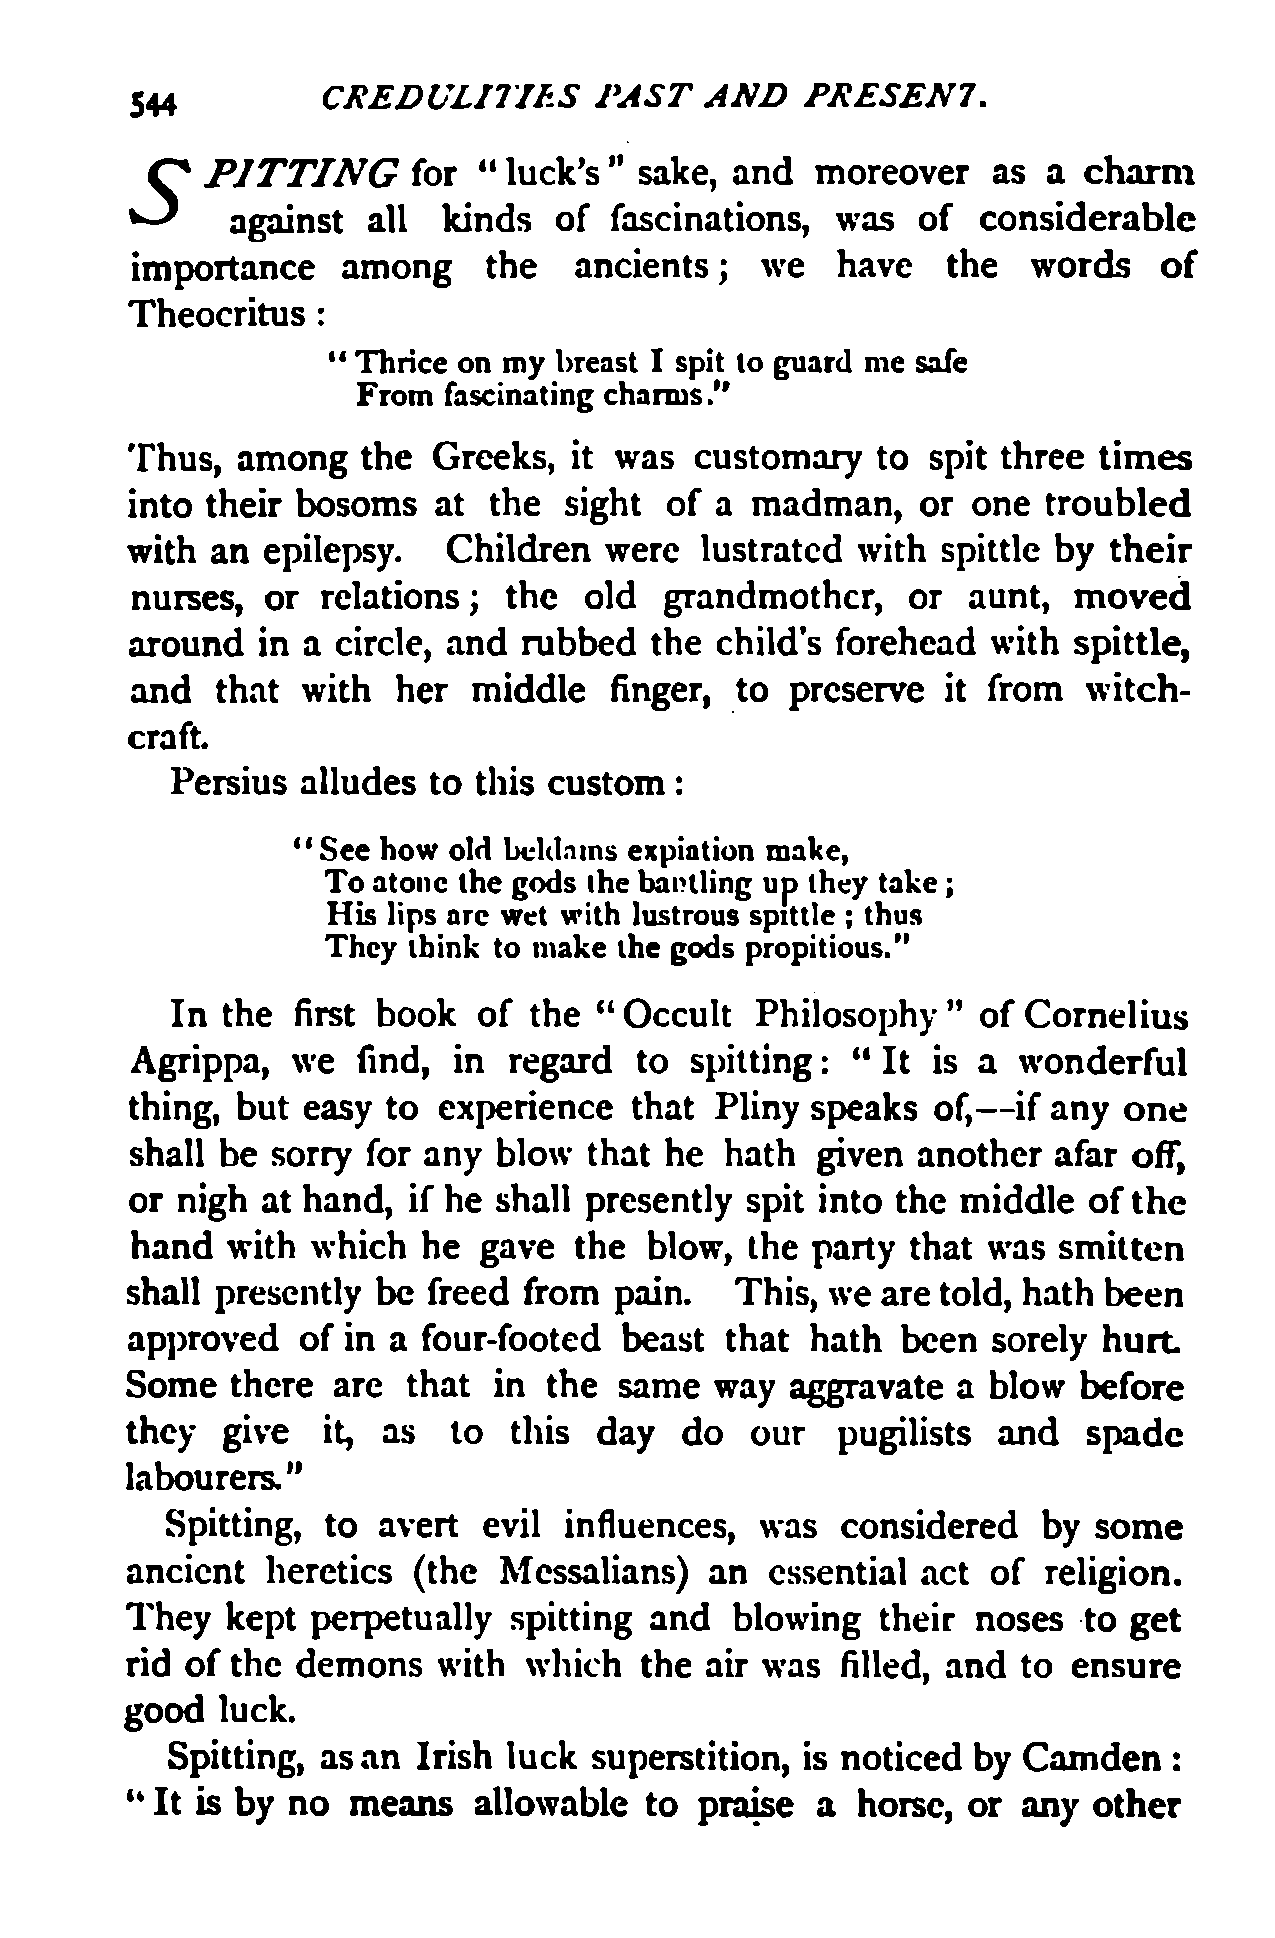 544 CREDULITIES PAST AND PRESENT.
SPITTING for "luck's" sake, and moreover as a charm
against all kinds of fascinations, was of considerable
importance among the ancients; we have the words of
Theocritus :
"Thrice on my breast I spit to guard me safe
From fascinating charms."
Thus, among the Greeks, it was customary to spit three times
into their bosoms at the sight of a madman, or one troubled
with an epilepsy. Children were lustrated with spittle by their
nurses, or relations; the old grandmother, or aunt, moved
around in a circle, and rubbed the child's forehead with spittle,
and that with her middle finger, to preserve it from witch-
craft.
Persius alludes to this custom :
"See how old beldams expiation make,
To atone the gods the bantling up they take;
His lips are wet with lustrous spittle; thus
They think to make the gods propitious."
In the first book of the "Occult Philosophy" of Cornelius
Agrippa, we find, in regard to spitting: "It is a wonderful
thing, but easy to experience that Pliny speaks of,—if any one
shall be sorry for any blow that he hath given another afar off,
or nigh at hand, if he shall presently spit into the middle of the
hand with which he gave the blow, the party that was smitten
shall presently be freed from pain. This, we are told, hath been
approved of in a four-footed beast that hath been sorely hurt.
Some there are that in the same way aggravate a blow before
they give it, as to this day do our pugilists and spade
labourers."
Spitting, to avert evil influences, was considered by some
ancient heretics (the Messalians) an essential act of religion.
They kept perpetually spitting and blowing their noses to get
rid of the demons with which the air was filled, and to ensure
good luck.
Spitting, as an Irish luck superstition, is noticed by Camden :
"It is by no means allowable to praise a horse, or any other